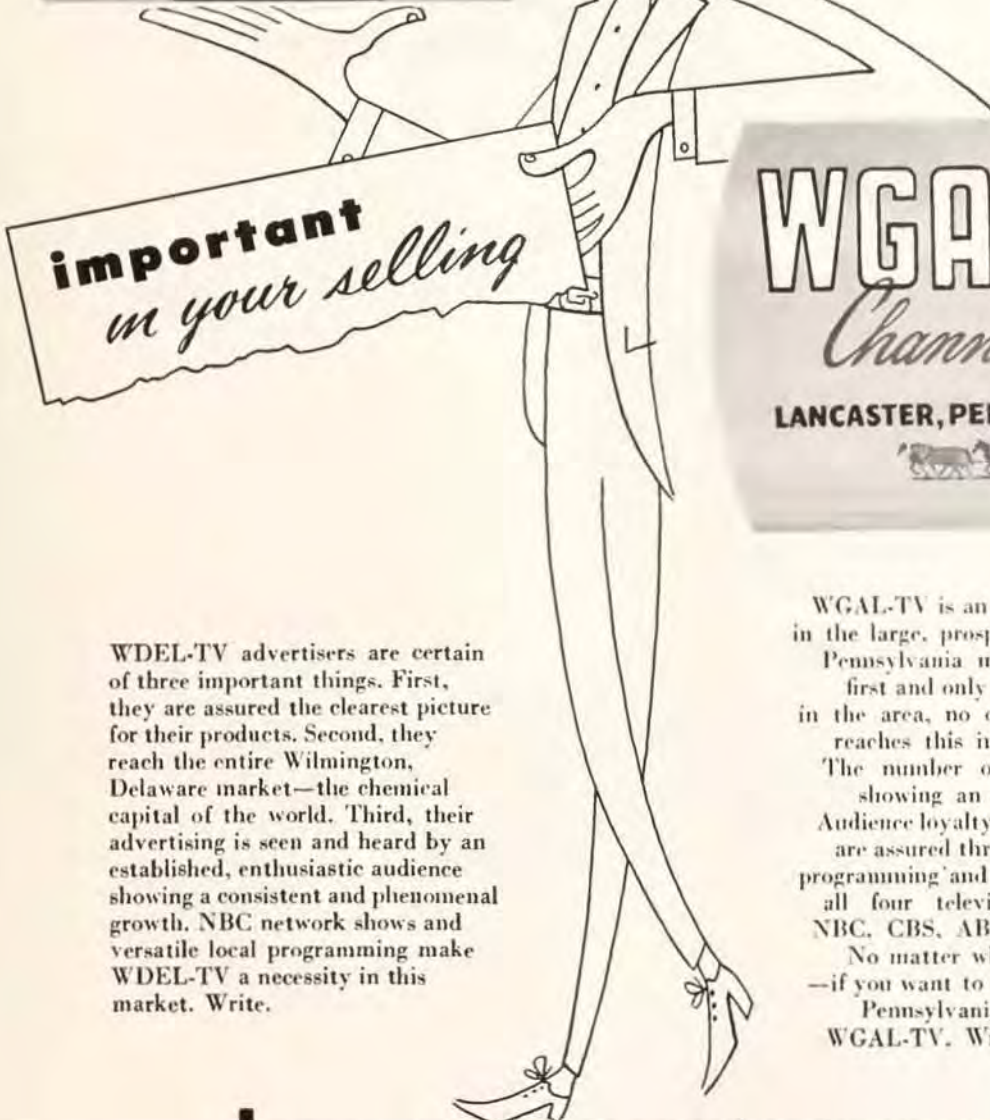 important
in your selling
WDEL-TV advertisers are certain
of three important things. First,
they are assured the clearest picture
for their products. Second, they
reach the entire Wilmington,
Delaware market—the chemical
capital of the world. Third, their
advertising is seen and heard by an
established, enthusiastic audience
showing a consistent and phenomenal
growth. NBC network shows and
versatile local programming make
WDEL-TV a necessity in this
market. Write.
WGA
Chann
LANCASTER, PE
WGAL-TV is an
in the large, prosp
Pennsylvania m
first and only
in the area, no
reaches this i
The number o
showing an
Audience loyalty
are assured thr
programming and
all four televi
NBC, CBS, AB
No matter w
—if you want to
Pennsylvani
WGAL-TV. W